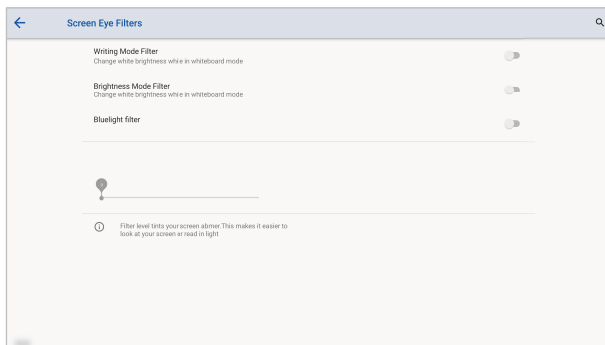 Screen Eye Filters
Writing Mode Filter
Change white brightness whie in whiteboard mode
Brightness Mode Filter
Change white brightness whie in whiteboard mode
Bluelight filter
Filter level tints your screen abmer.This makes it easier to
look at your screen or read in light